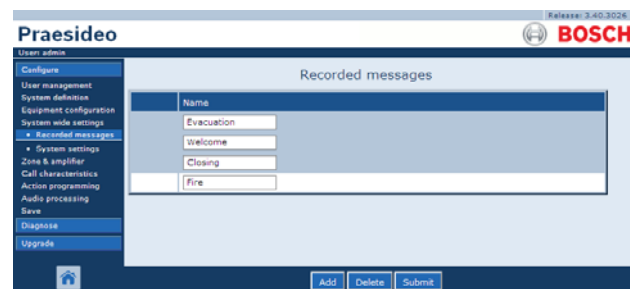 Release: 3.40.3026
Praesideo
BOSCH
User: admin
Configure
User management
System definition
Equipment configuration
System wide settings
• Recorded messages
• System settings
Zone & amplifier
Call characteristics
Action programming
Audio processing
Save
Diagnose
Upgrade
Recorded messages
Name
Evacuation
Welcome
Closing
Fire
Add Delete Submit